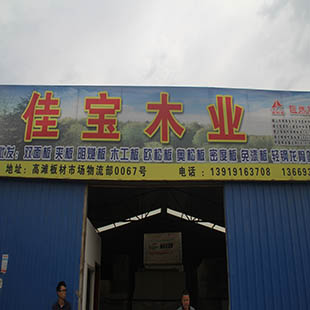 佳宝木业
发：双面板 夹板 阻燃板 木工板 欧松板 奥松板 密度板 免漆板 轻钢龙骨
地址：高滩板材市场物流部0067号 电话：13919163708 13669